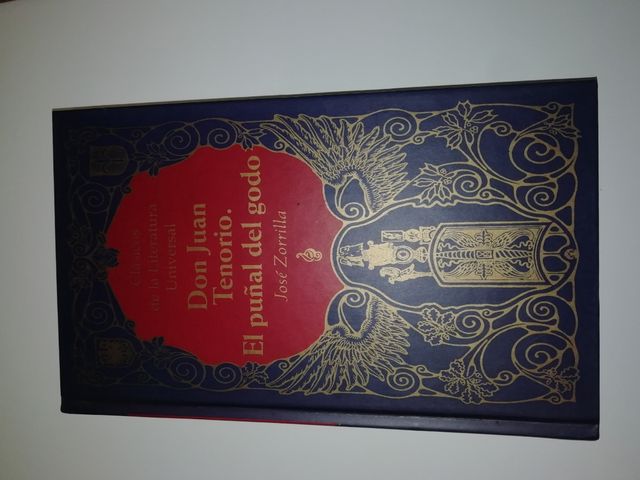 Clásicos
de la Literatura
Universal
Don Juan
Tenorio.
El puñal del godo
José Zorrilla